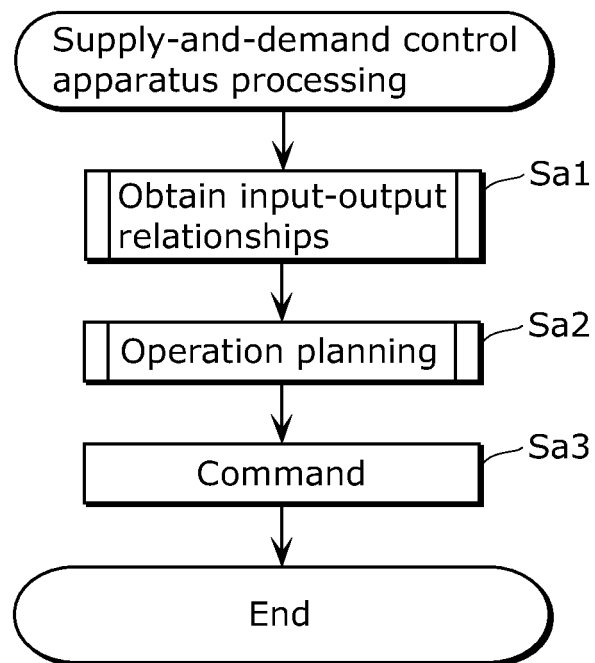 Supply-and-demand control
apparatus processing
Obtain input-output
relationships
Sa1
Operation planning
Sa2
Command
Sa3
End